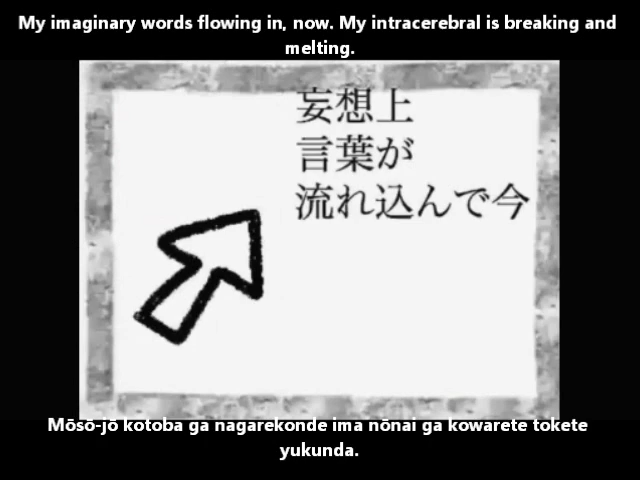 My imaginary words flowing in, now. My intracerebral is breaking and
melting.
妄想上
言葉が
流れ込んで今
Mōsō-jō kotoba ga nagarekonde ima nōnai ga kowarete tokete
yukunda.